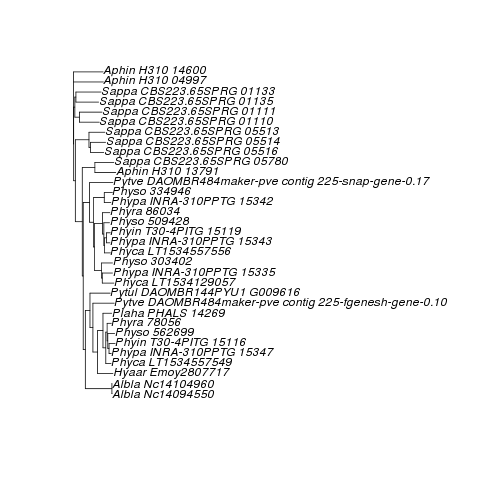 Aphin H310 14600
Aphin H310 04997
Sappa CBS223.65SPRG 01133
Sappa CBS223.65SPRG 01135
Sappa CBS223.65SPRG 01111
Sappa CBS223.65SPRG 01110
Sappa CBS223.65SPRG 05513
Sappa CBS223.65SPRG 05514
Sappa CBS223.65SPRG 05516
Sappa CBS223.65SPRG 05780
Aphin H310 13791
Pytve DAOMBR484maker-pve contig 225-snap-gene-0.17
Physo 334946
Phypa INRA-310PPTG 15342
Phyra 86034
Physo 509428
Phyin T30-4PITG 15119
Phypa INRA-310PPTG 15343
Phyca LT1534557556
Physo 303402
Phypa INRA-310PPTG 15335
Phyca LT1534129057
Pytul DAOMBR144PYU1 G009616
Pytve DAOMBR484maker-pve contig 225-fgenesh-gene-0.10
Plaha PHALS 14269
Phyra 78056
Physo 562699
Phyin T30-4PITG 15116
Phypa INRA-310PPTG 15347
Phyca LT1534557549
Hyaar Emoy2807717
Albla Nc14104960
Albla Nc14094550